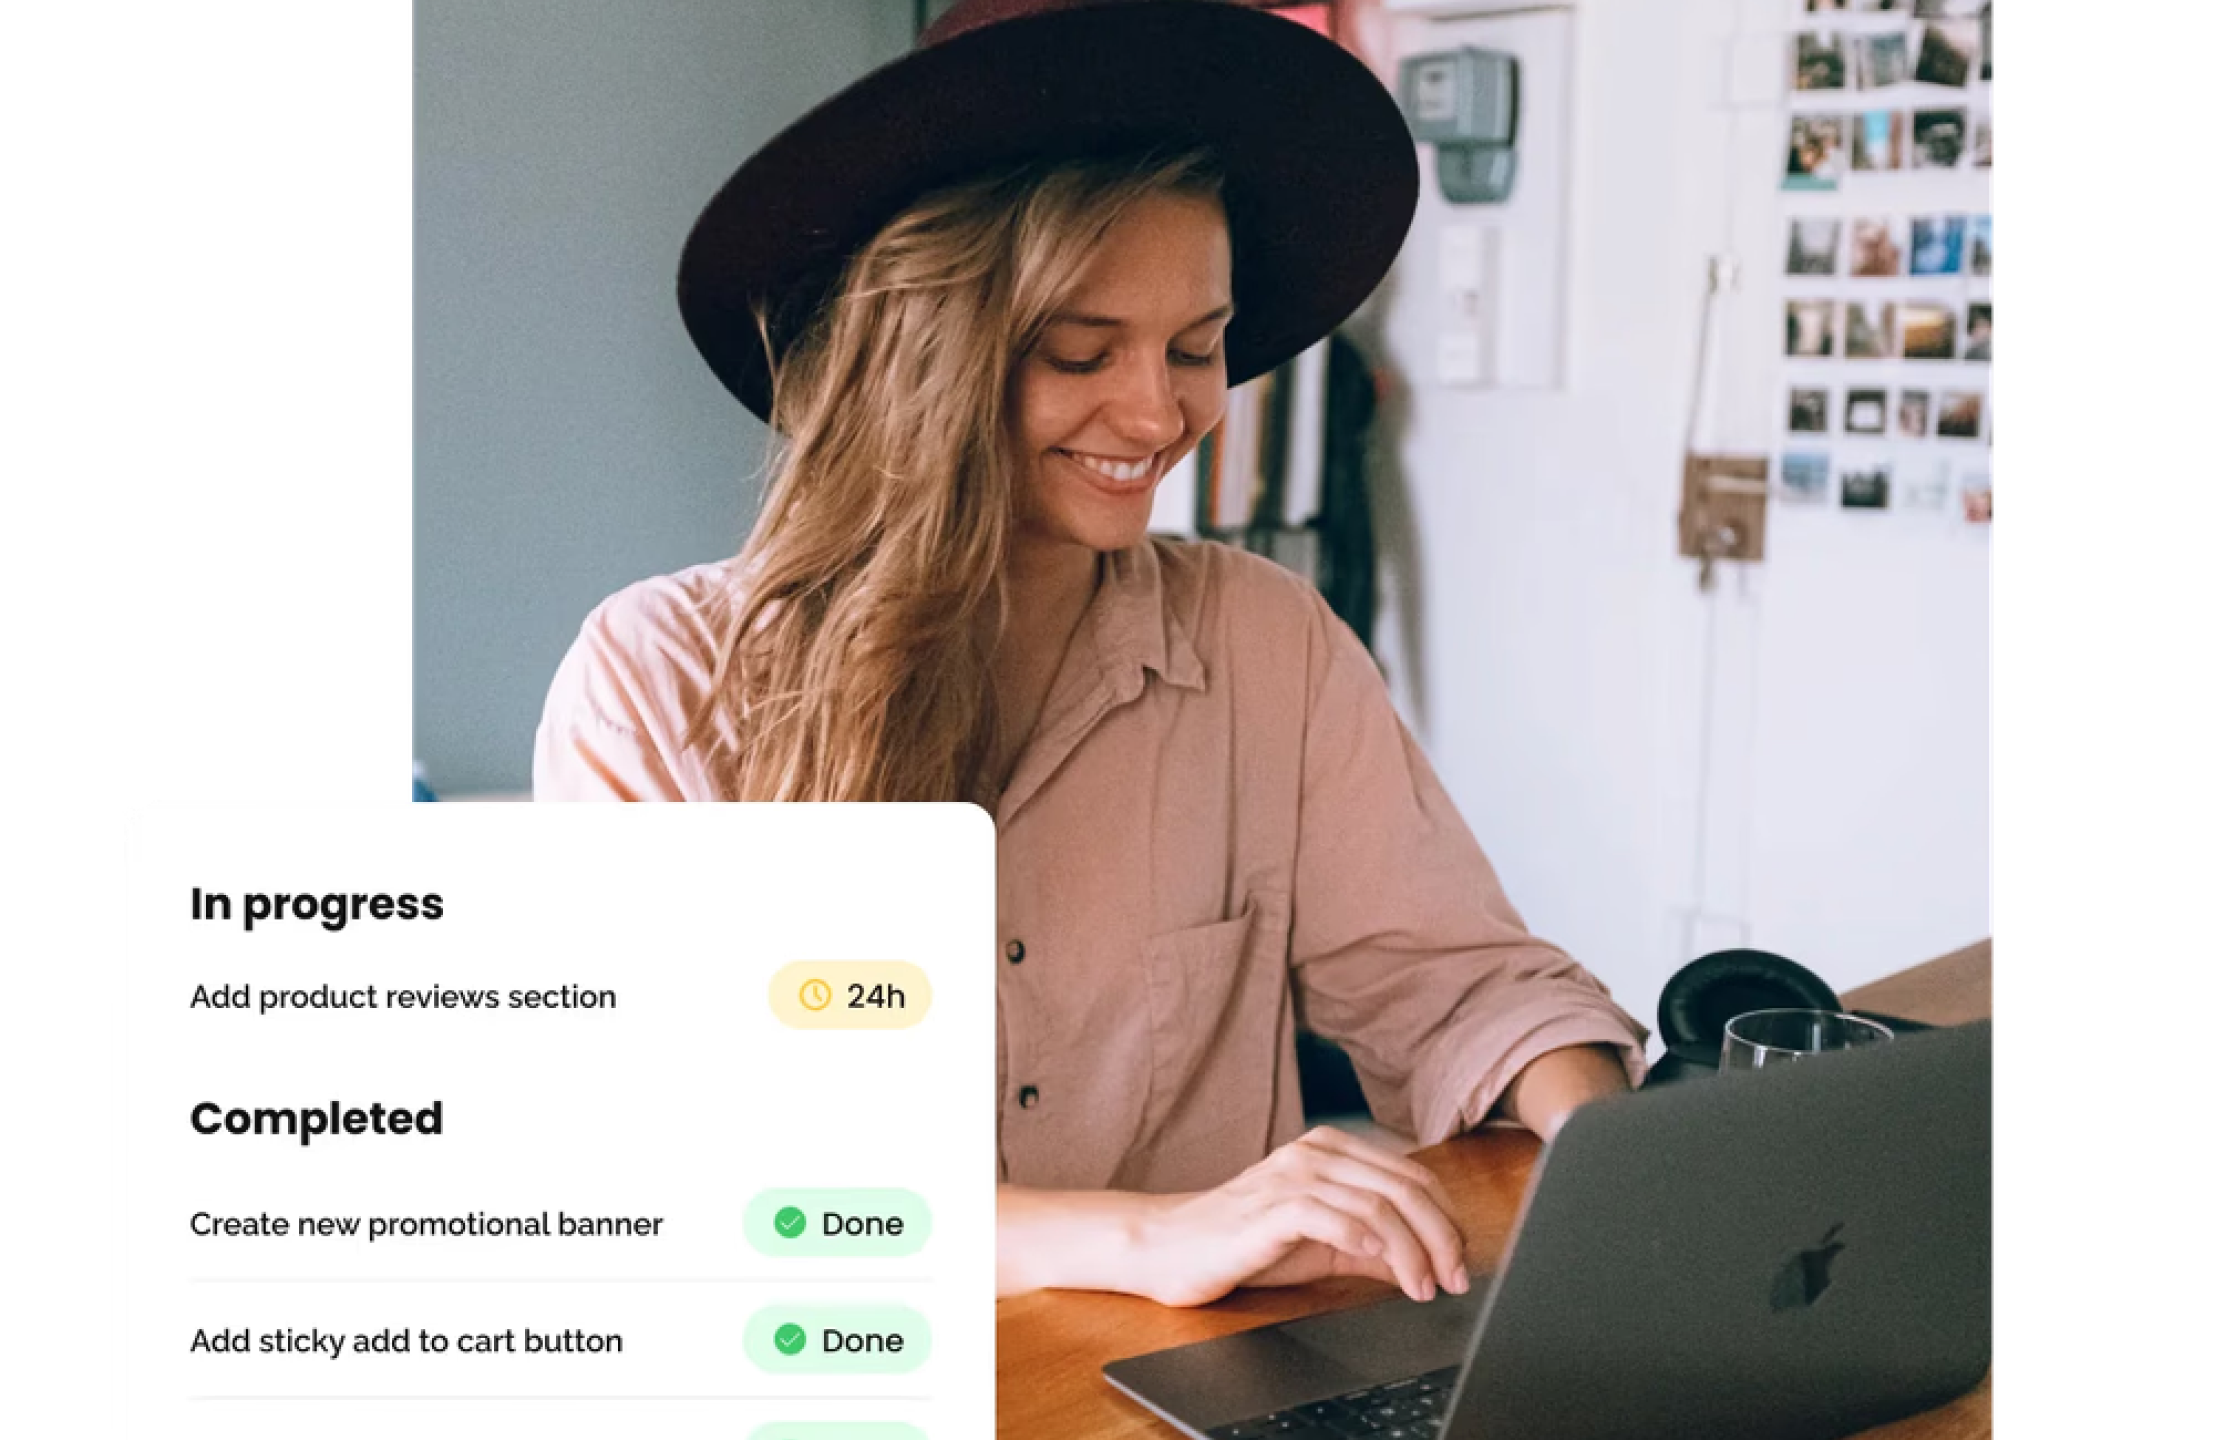 In progress
Add product reviews section 24h
Completed
Create new promotional banner Done
Add sticky add to cart button Done